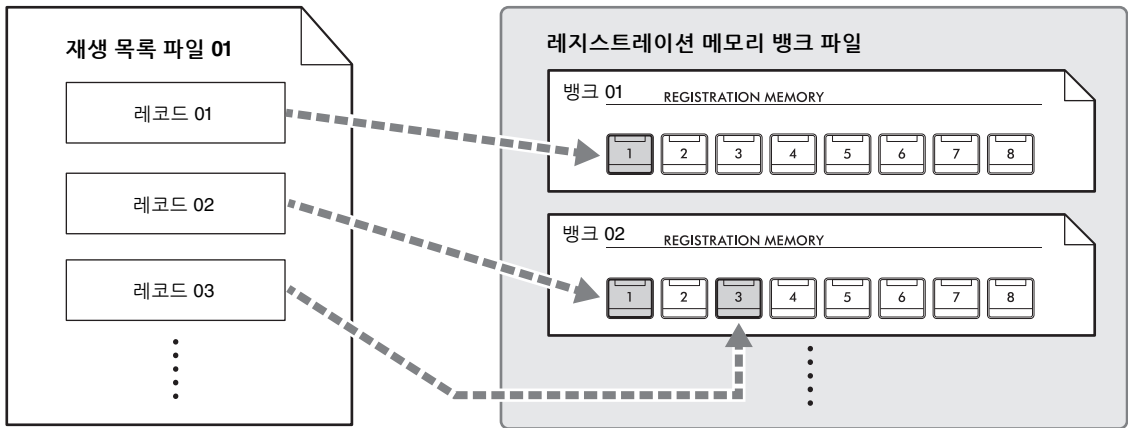 재생 목록 파일 01
레코드 01
레코드 02
레코드 03
레지스트레이션 메모리 뱅크 파일
뱅크 01 REGISTRATION MEMORY
1 2 3 4 5 6 7 8
뱅크 02 REGISTRATION MEMORY
1 2 3 4 5 6 7 8